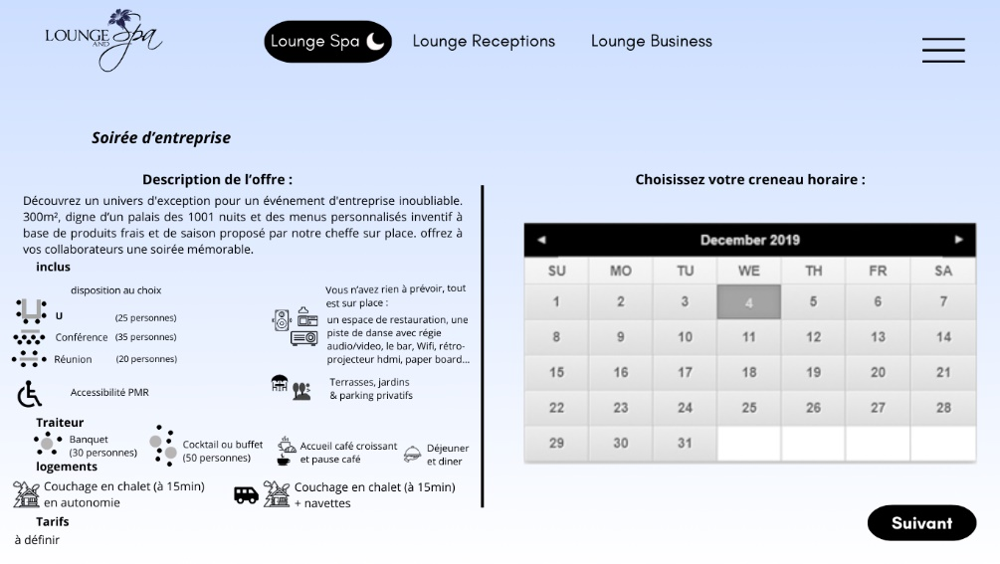 LOUNGE AND Spa
Lounge Spa
Lounge Receptions
Lounge Business
Soirée d'entreprise
Description de l'offre :
Découvrez un univers d'exception pour un événement d'entreprise inoubliable.
300m², digne d'un palais des 1001 nuits et des menus personnalisés inventif à
base de produits frais et de saison proposé par notre cheffe sur place. offrez à
vos collaborateurs une soirée mémorable.
inclus
disposition au choix
U (25 personnes)
Conférence (35 personnes)
Réunion (20 personnes)
Accessibilité PMR
Vous n'avez rien à prévoir, tout
est sur place :
un espace de restauration, une
piste de danse avec régie
audio/video, le bar, Wifi, rétro-
projecteur hdmi, paper board...
Terrasses, jardins
& parking privatifs
Traiteur
Banquet
(30 personnes)
Cocktail ou buffet
(50 personnes)
Accueil café croissant
et pause café
Déjeuner
et diner
logements
Couchage en chalet (à 15min)
en autonomie
Couchage en chalet (à 15min)
+ navettes
Tarifs
à définir
Choisissez votre creneau horaire :
December 2019
SU MO TU WE TH FR SA
1 2 3 4 5 6 7
8 9 10 11 12 13 14
15 16 17 18 19 20 21
22 23 24 25 26 27 28
29 30 31
Suivant